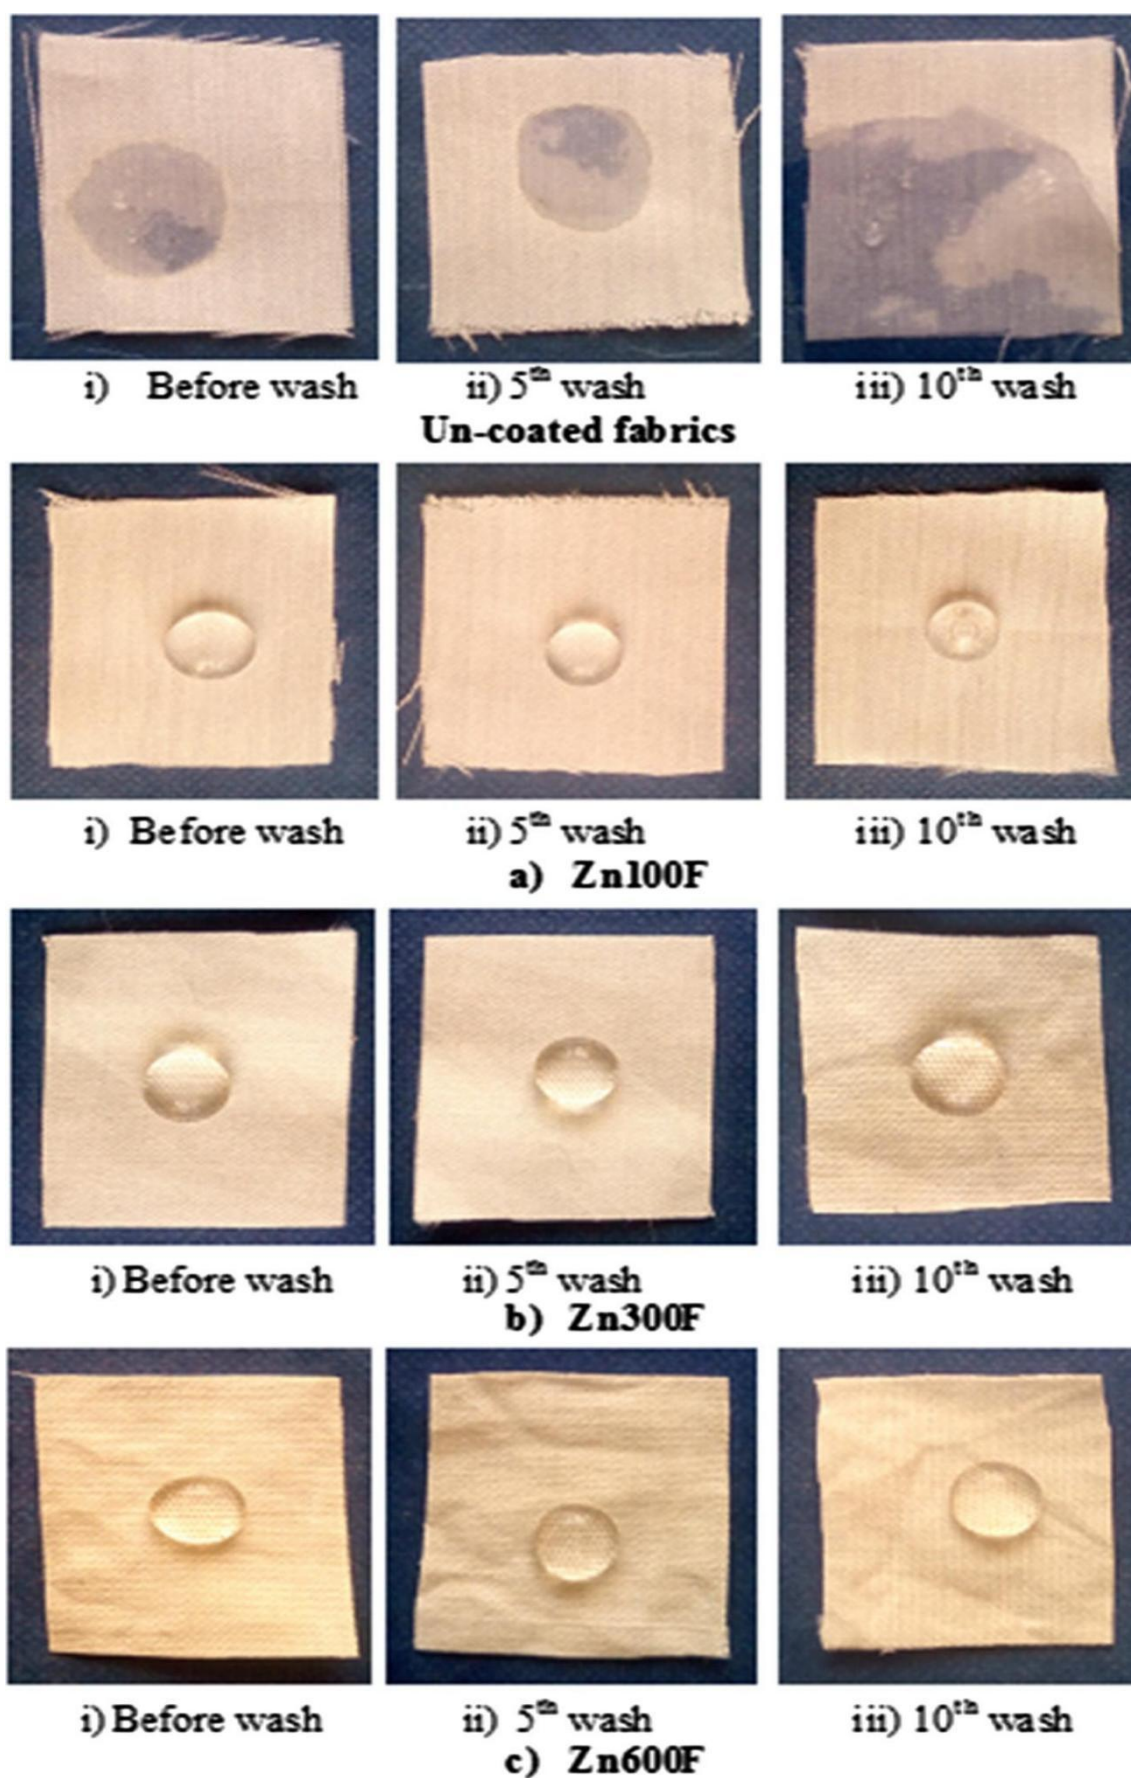 i) Before wash ii) 5th wash iii) 10th wash
Un-coated fabrics
i) Before wash ii) 5th wash iii) 10th wash
a) Zn100F
i) Before wash ii) 5th wash iii) 10th wash
b) Zn300F
i) Before wash ii) 5th wash iii) 10th wash
c) Zn600F